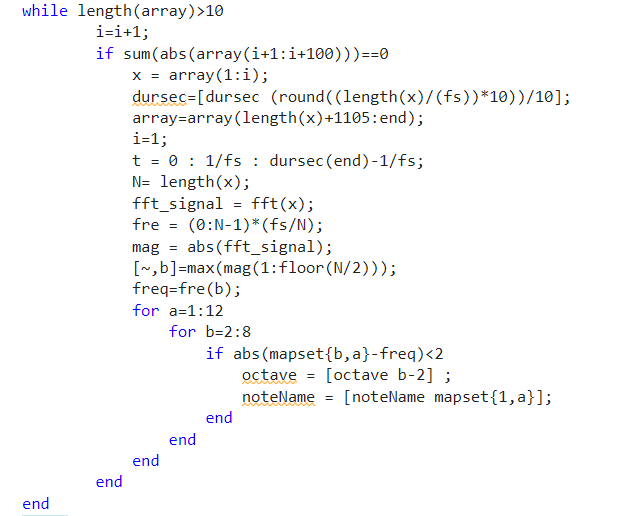 while length(array)>10
i=i+1;
if sum(abs(array(i+1:i+100)))==0
x = array(1:i);
dursec=[dursec (round((length(x)/(fs))*10))/10];
array=array(length(x)+1105:end);
i=1;
t = 0 : 1/fs : dursec(end)-1/fs;
N= length(x);
fft_signal = fft(x);
fre = (0:N-1)*(fs/N);
mag = abs(fft_signal);
[~,b]=max(mag(1:floor(N/2)));
freq=fre(b);
for a=1:12
for b=2:8
if abs(mapset{b,a}-freq)<2
octave = [octave b-2] ;
noteName = [noteName mapset{1,a}];
end
end
end
end
end